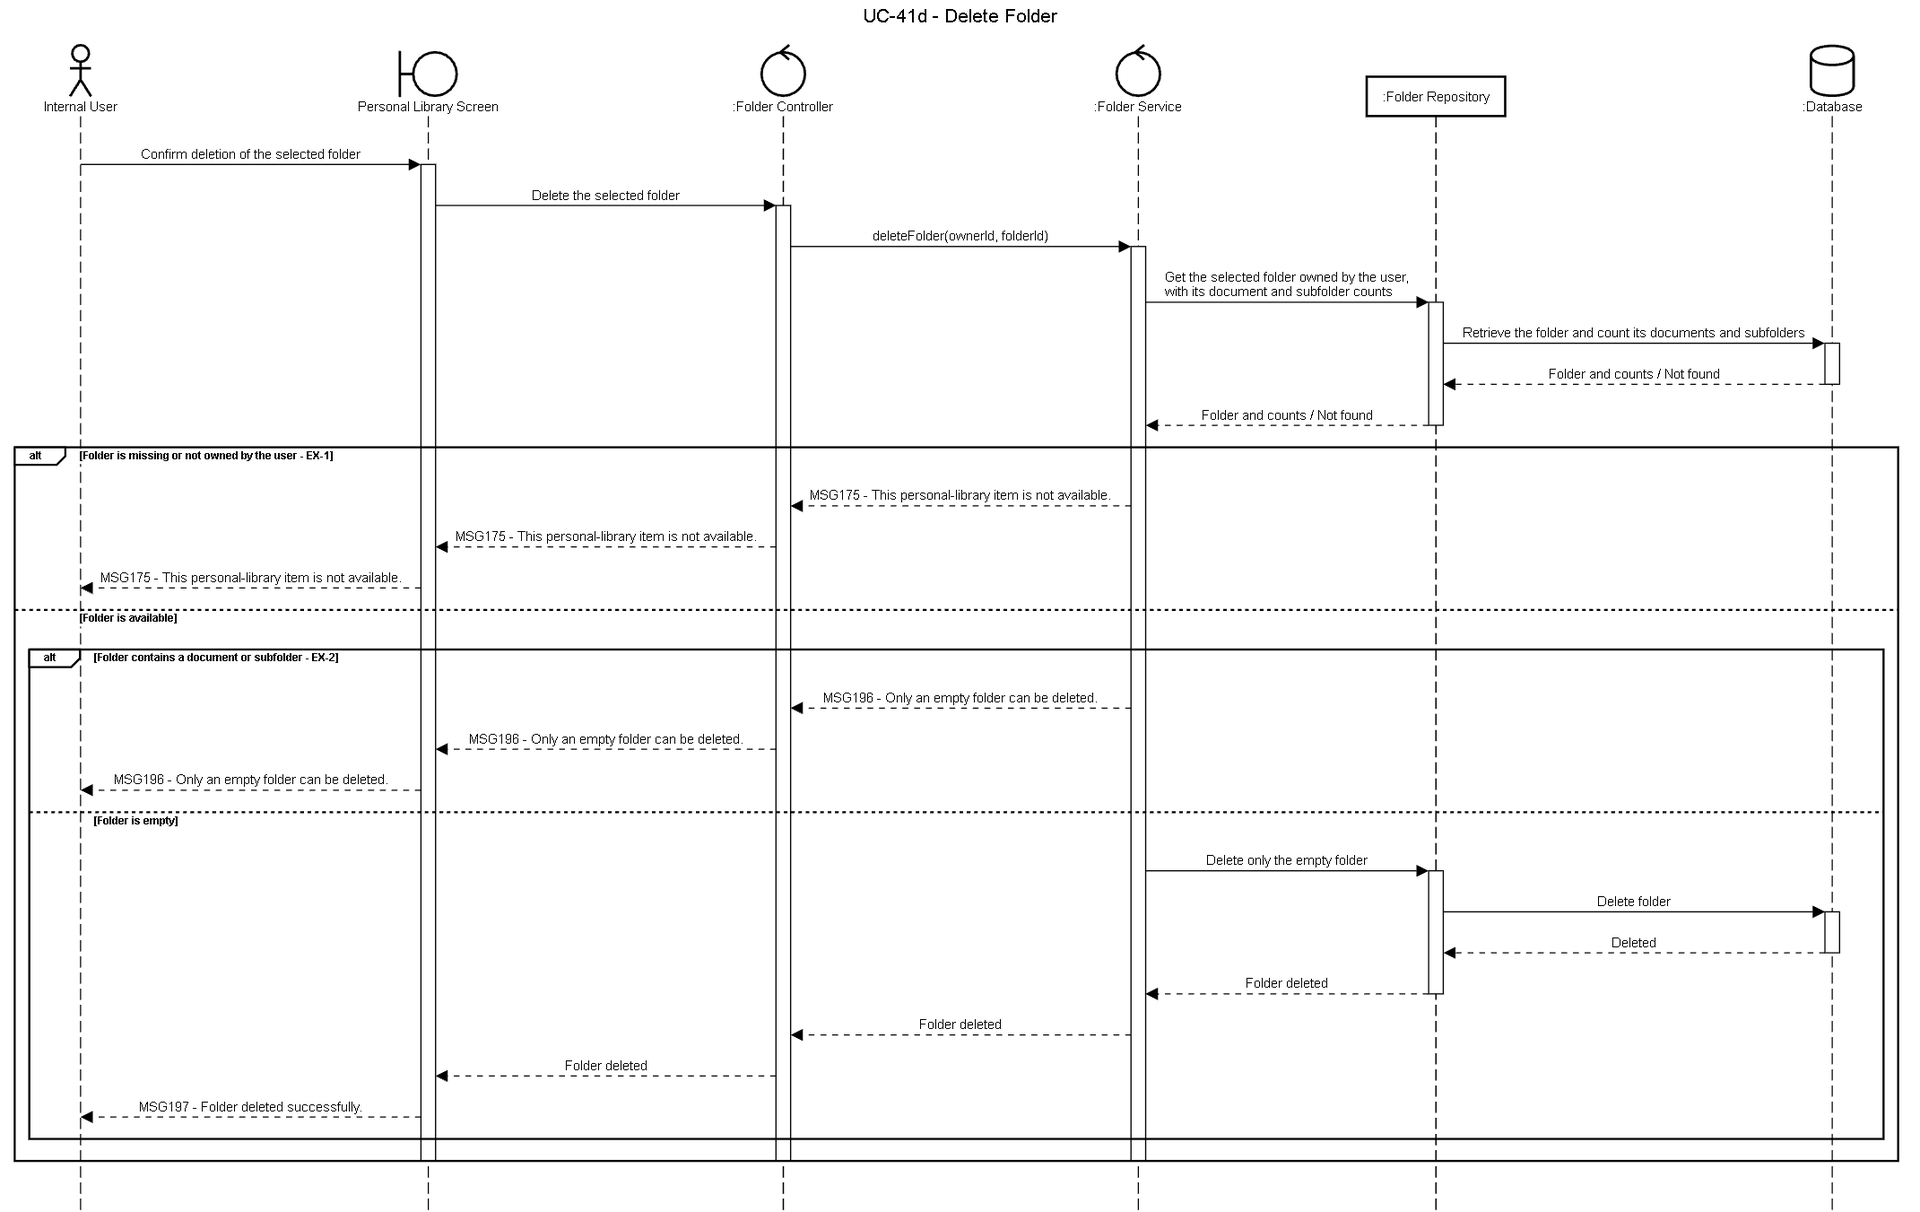 UC-41d - Delete Folder
Internal User
Personal Library Screen
:Folder Controller
:Folder Service
:Folder Repository
:Database
Confirm deletion of the selected folder
Delete the selected folder
deleteFolder(ownerId, folderId)
Get the selected folder owned by the user,
with its document and subfolder counts
Retrieve the folder and count its documents and subfolders
Folder and counts / Not found
Folder and counts / Not found
alt
[Folder is missing or not owned by the user - EX-1]
MSG175 - This personal-library item is not available.
MSG175 - This personal-library item is not available.
MSG175 - This personal-library item is not available.
[Folder is available]
alt
[Folder contains a document or subfolder - EX-2]
MSG196 - Only an empty folder can be deleted.
MSG196 - Only an empty folder can be deleted.
MSG196 - Only an empty folder can be deleted.
[Folder is empty]
Delete only the empty folder
Delete folder
Deleted
Folder deleted
Folder deleted
Folder deleted
MSG197 - Folder deleted successfully.